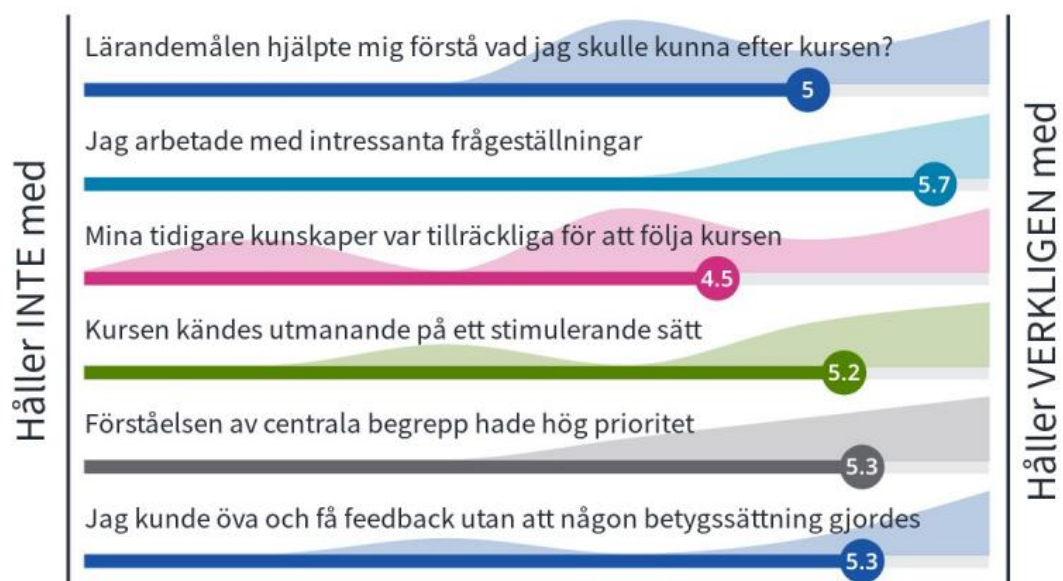 Håller INTE med
Lärandemålen hjälpte mig förstå vad jag skulle kunna efter kursen?
5
Jag arbetade med intressanta frågeställningar
5.7
Mina tidigare kunskaper var tillräckliga för att följa kursen
4.5
Kursen kändes utmanande på ett stimulerande sätt
5.2
Förståelsen av centrala begrepp hade hög prioritet
5.3
Jag kunde öva och få feedback utan att någon betygssättning gjordes
5.3
Håller VERKLIGEN med